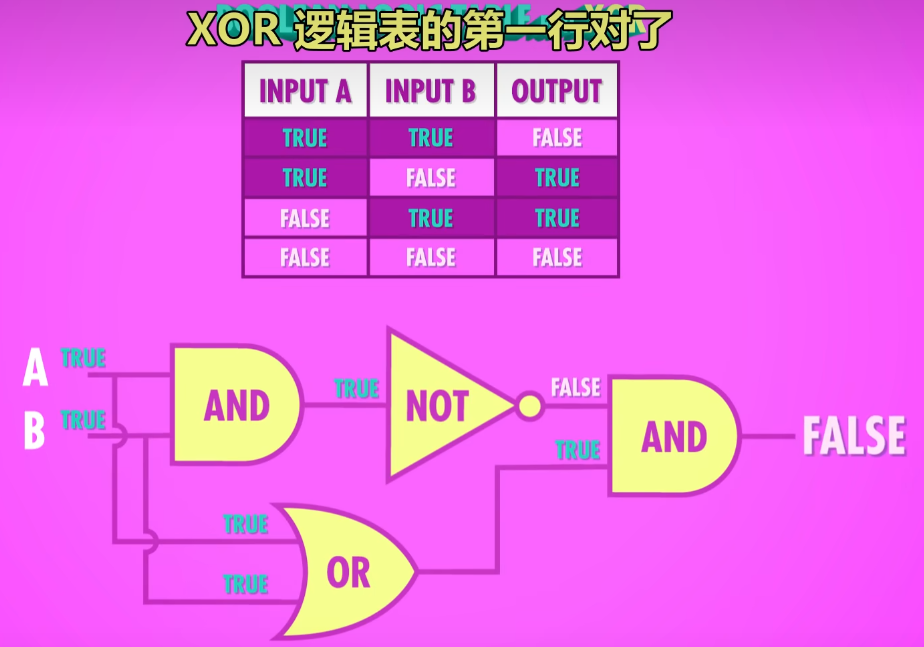 XOR 逻辑表的第一行对了
INPUT A INPUT B OUTPUT
TRUE TRUE FALSE
TRUE FALSE TRUE
FALSE TRUE TRUE
FALSE FALSE FALSE
A TRUE
B TRUE
AND
TRUE
NOT
FALSE
TRUE
AND
FALSE
TRUE
TRUE
OR